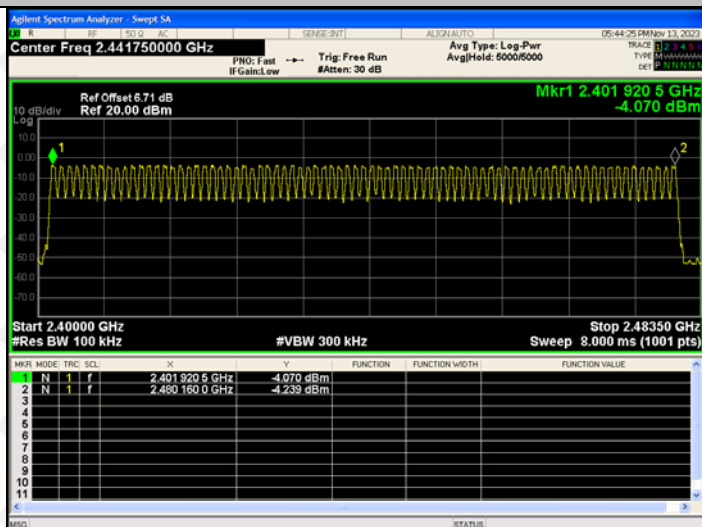 Agilent Spectrum Analyzer - Swept SA
LXI R RF 50 Ω AC SENSE:INT ALIGN AUTO 05:44:25 PM Nov 13, 2023
Center Freq 2.441750000 GHz Avg Type: Log-Pwr TRACE 1 2 3 4 5 6
PNO: Fast Trig: Free Run Avg|Hold: 5000/5000 TYPE M
IFGain:Low #Atten: 30 dB DET P N N N N N
Mkr1 2.401 920 5 GHz
Ref Offset 6.71 dB
10 dB/div Ref 20.00 dBm -4.070 dBm
Log
10.0
1 2
0.00
-10.0
-20.0
-30.0
-40.0
-50.0
-60.0
-70.0
Start 2.40000 GHz Stop 2.48350 GHz
#Res BW 100 kHz #VBW 300 kHz Sweep 8.000 ms (1001 pts)
MKR MODE TRC SCL X Y FUNCTION FUNCTION WIDTH FUNCTION VALUE
1 N 1 f 2.401 920 5 GHz -4.070 dBm
2 N 1 f 2.480 160 0 GHz -4.239 dBm
3
4
5
6
7
8
9
10
11
MSG STATUS